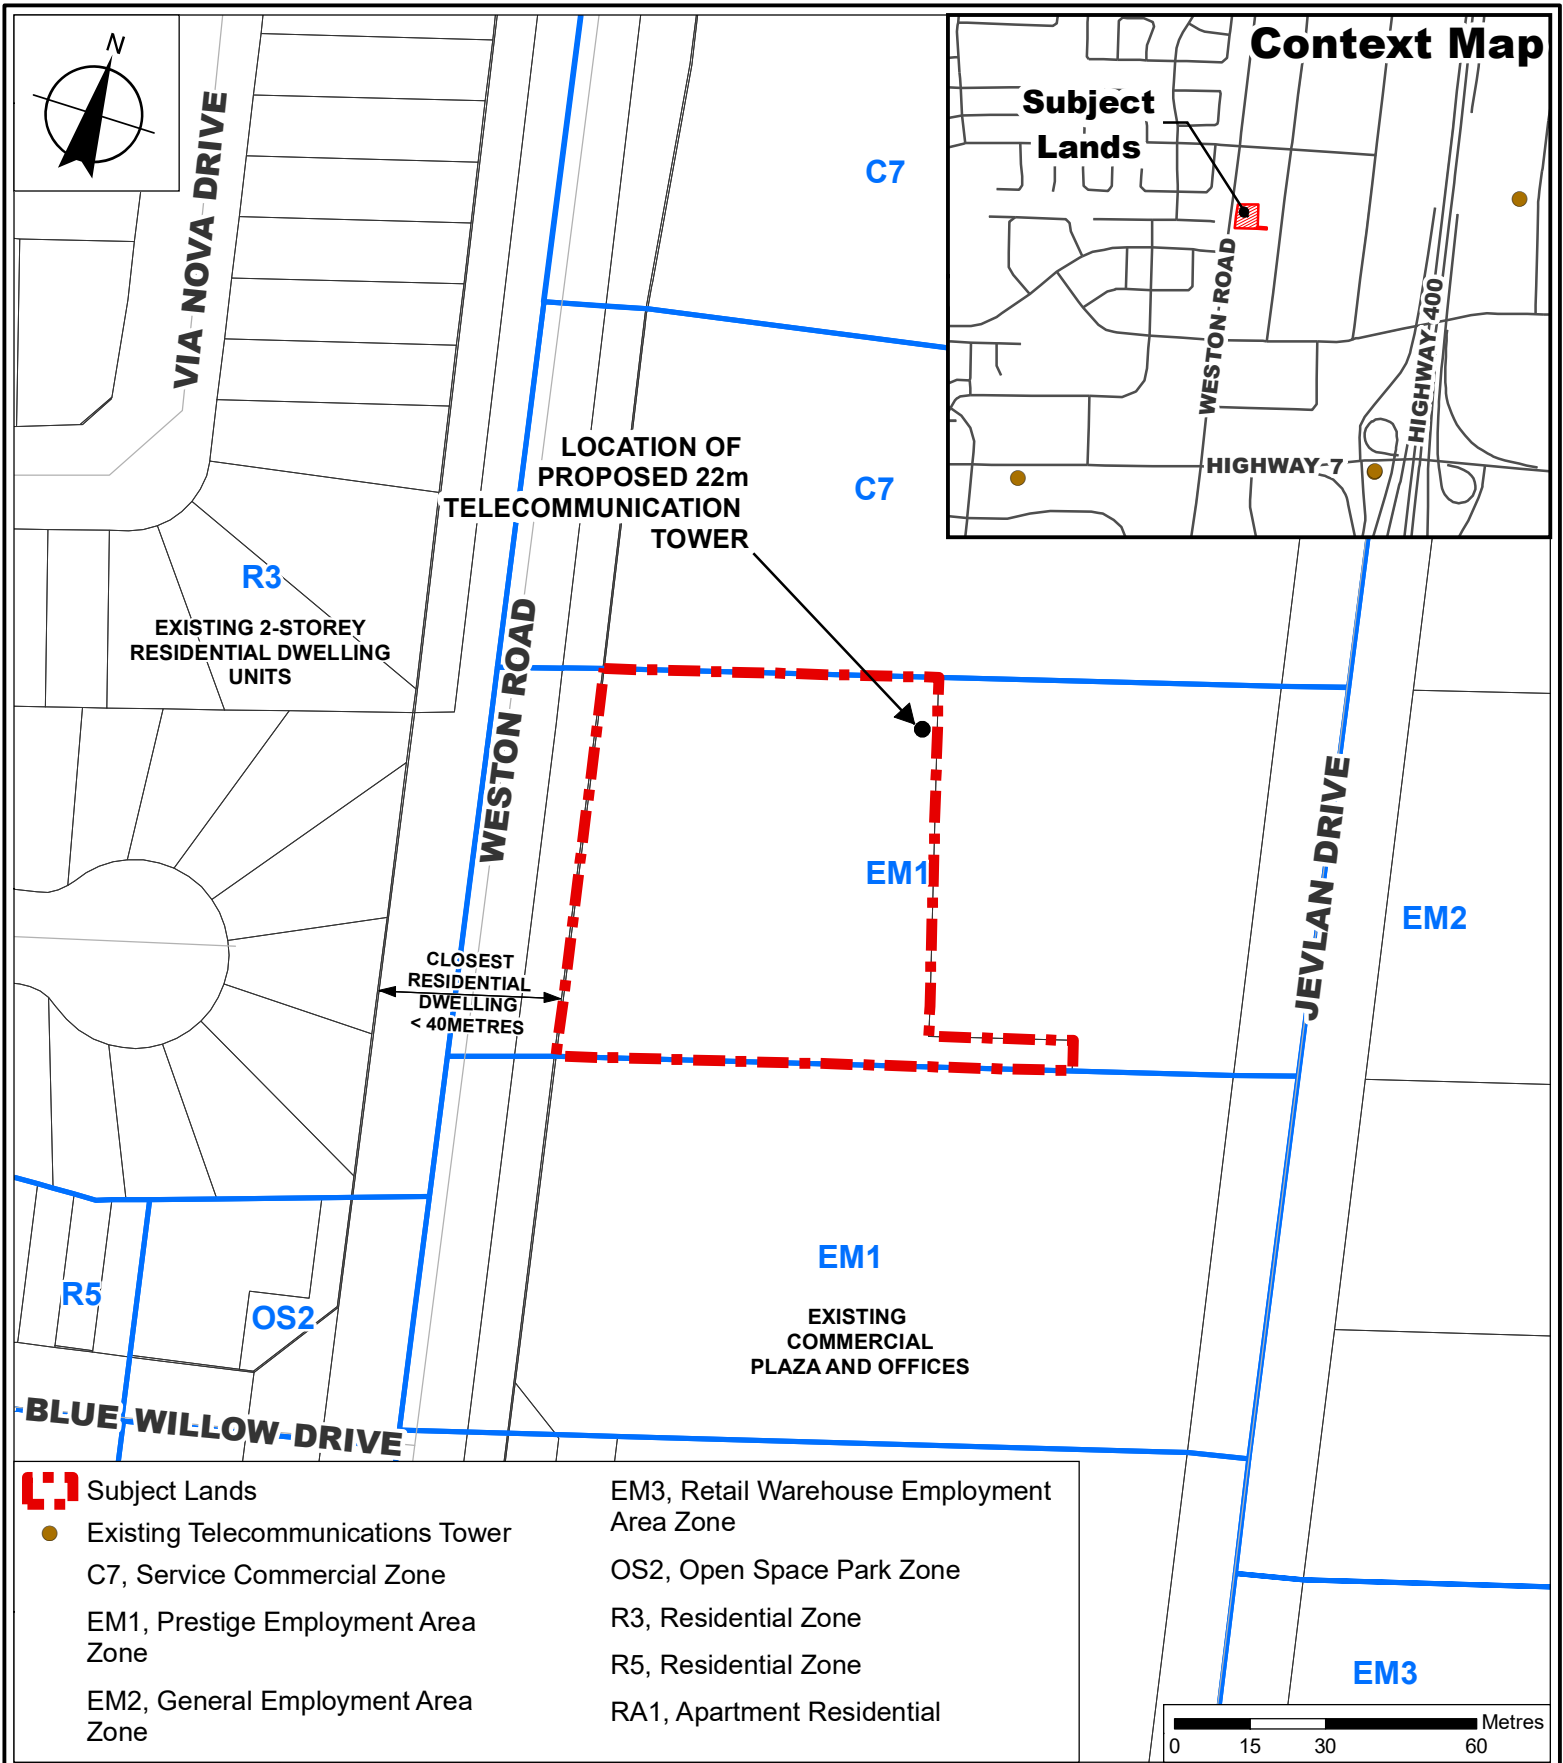 N
Context Map
Subject
Lands
WESTON ROAD
HIGHWAY 400
HIGHWAY 7
VIA NOVA DRIVE
C7
LOCATION OF
PROPOSED 22m
TELECOMMUNICATION
TOWER
C7
R3
EXISTING 2-STOREY
RESIDENTIAL DWELLING
UNITS
WESTON ROAD
JEVLAN DRIVE
EM1
EM2
CLOSEST
RESIDENTIAL
DWELLING
< 40METRES
EM1
R5
OS2
EXISTING
COMMERCIAL
PLAZA AND OFFICES
BLUE WILLOW DRIVE
EM3
Subject Lands
Existing Telecommunications Tower
C7, Service Commercial Zone
EM1, Prestige Employment Area
Zone
EM2, General Employment Area
Zone
EM3, Retail Warehouse Employment
Area Zone
OS2, Open Space Park Zone
R3, Residential Zone
R5, Residential Zone
RA1, Apartment Residential
Metres
0 15 30 60